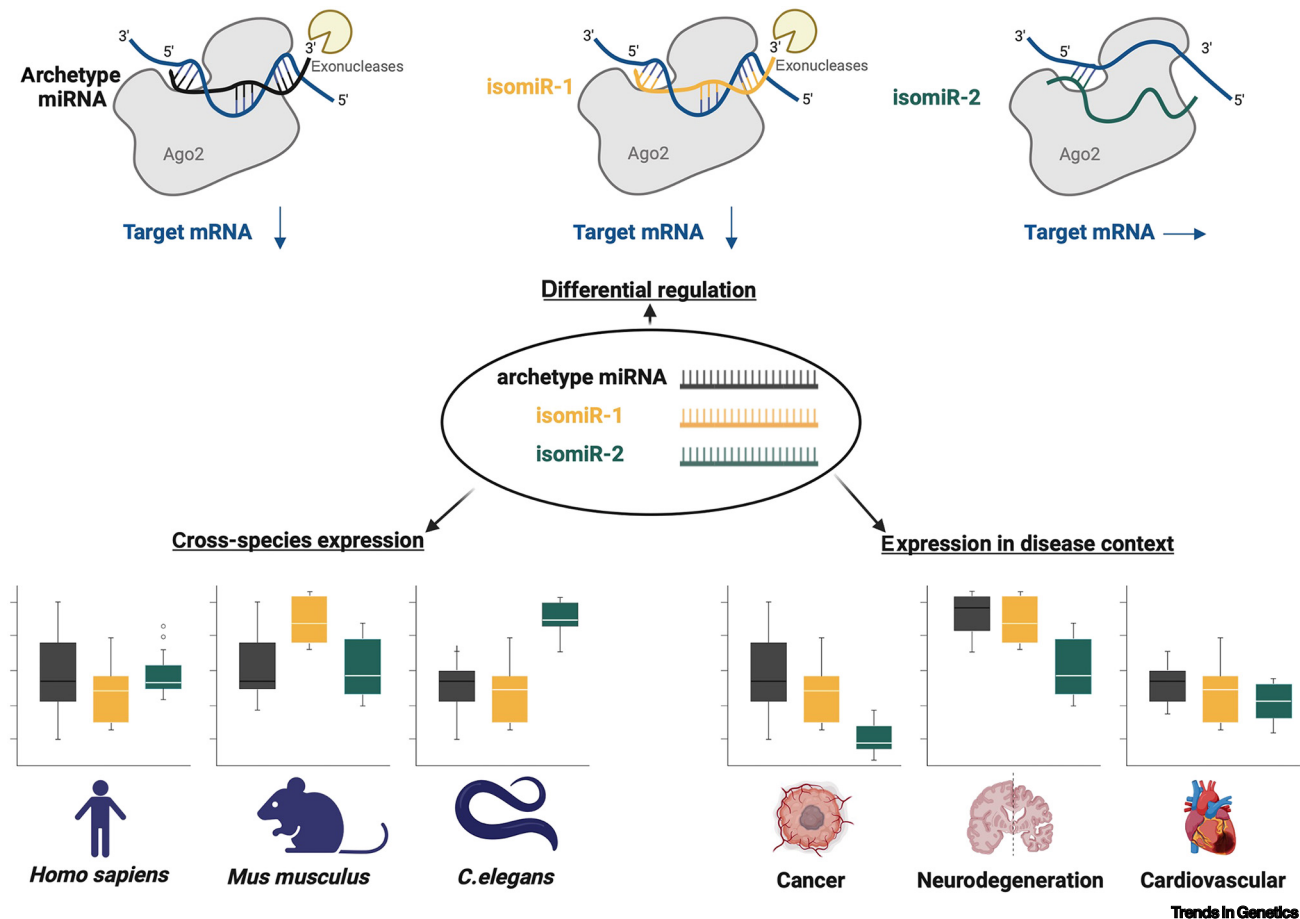 3'
5'
3'
Exonucleases
Archetype
miRNA
5'
Ago2
Target mRNA
3'
5'
3'
Exonucleases
isomiR-1
5'
Ago2
Target mRNA
3'
5'
3'
isomiR-2
5'
Ago2
Target mRNA
Differential regulation
archetype miRNA
isomiR-1
isomiR-2
Cross-species expression
Expression in disease context
Homo sapiens
Mus musculus
C.elegans
Cancer
Neurodegeneration
Cardiovascular
Trends in Genetics